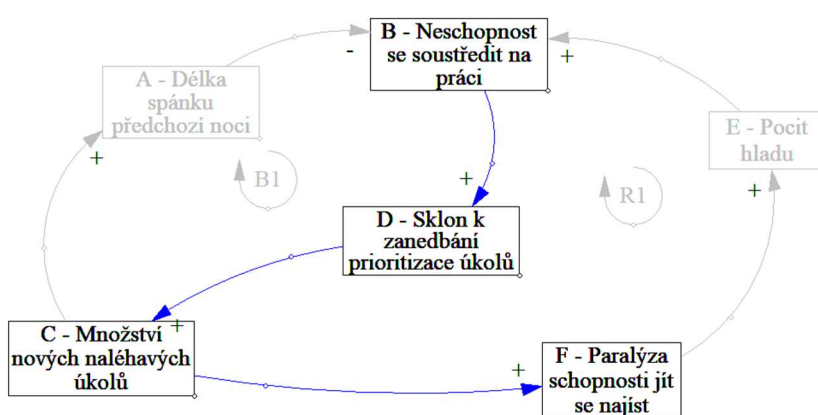 B - Neschopnost
se soustředit na
práci
-
+
A - Délka
spánku
předchozí noci
+
E - Pocit
hladu
+
B1
R1
+
D - Sklon k
zanedbání
prioritizace úkolů
C - Množství
nových naléhavých
úkolů
+
+
F - Paralýza
schopnosti jít
se najíst